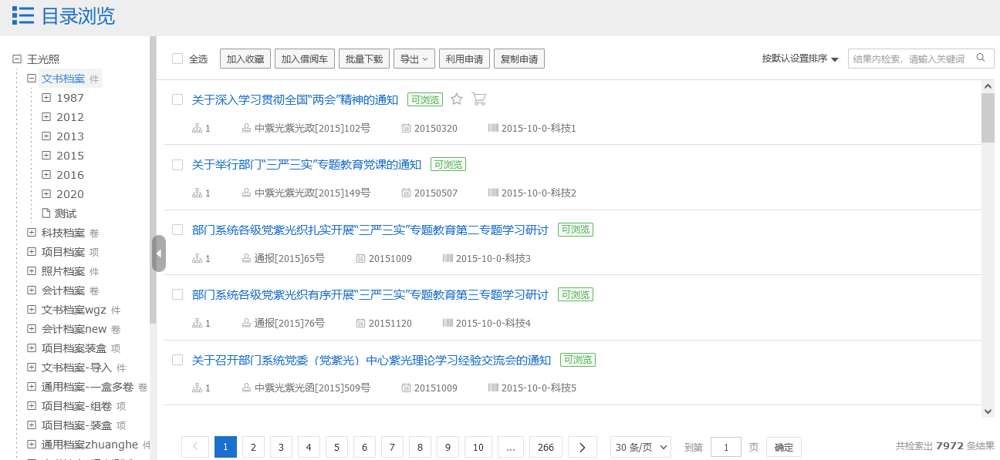 目录浏览
王光照
文书档案 件
1987
2012
2013
2015
2016
2020
测试
科技档案 卷
项目档案 项
照片档案 件
会计档案 卷
文书档案wgz 件
会计档案new 卷
项目档案装盒 项
文书档案-导入 件
通用档案-一盒多卷 卷
项目档案-组卷 项
项目档案-装盒 项
通用档案zhuanghe 件
全选 加入收藏 加入借阅车 批量下载 导出 利用申请 复制申请 按默认设置排序 结果内检索，请输入关键词
关于深入学习贯彻全国“两会”精神的通知 可浏览
1 中紫光紫光政[2015]102号 20150320 2015-10-0-科技1
关于举行部门“三严三实”专题教育党课的通知 可浏览
1 中紫光紫光政[2015]149号 20150507 2015-10-0-科技2
部门系统各级党紫光织扎实开展“三严三实”专题教育第二专题学习研讨 可浏览
1 通报[2015]65号 20151009 2015-10-0-科技3
部门系统各级党紫光织有序开展“三严三实”专题教育第三专题学习研讨 可浏览
1 通报[2015]76号 20151120 2015-10-0-科技4
关于召开部门系统党委（党紫光）中心紫光理论学习经验交流会的通知 可浏览
1 中紫光紫光函[2015]509号 20151009 2015-10-0-科技5
1 2 3 4 5 6 7 8 9 10 ... 266 30 条/页 到第 1 页 确定 共检索出 7972 条结果